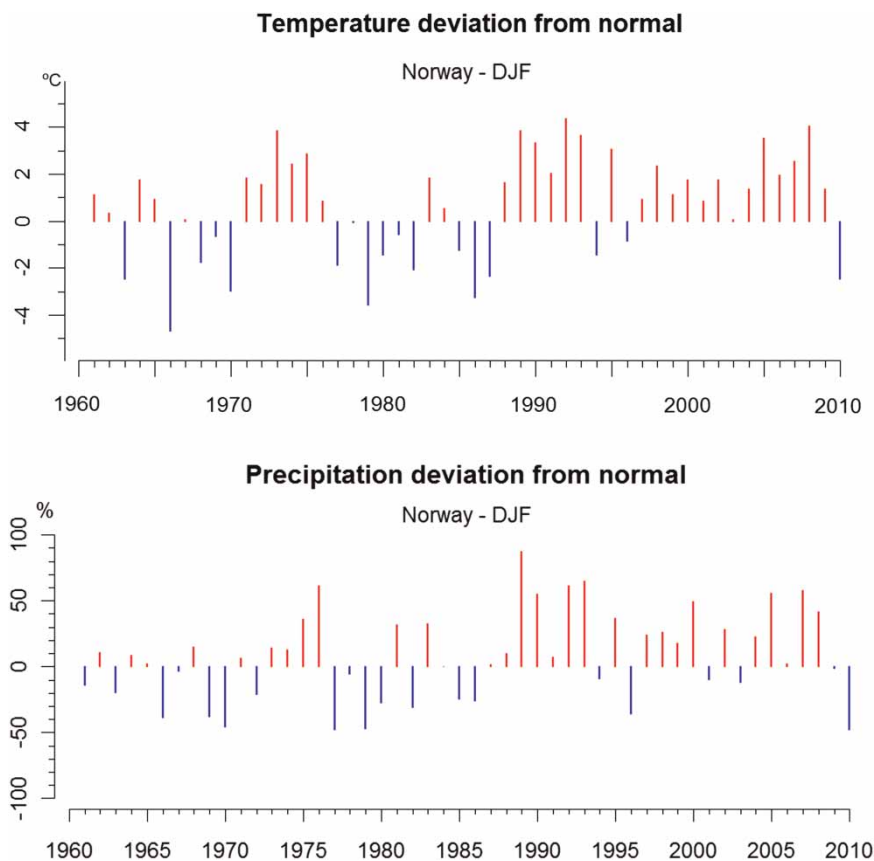 Temperature deviation from normal
Norway - DJF
ºC
4
2
0
-2
-4
1960 1970 1980 1990 2000 2010
Precipitation deviation from normal
Norway - DJF
%
100
50
0
-50
-100
1960 1965 1970 1975 1980 1985 1990 1995 2000 2005 2010